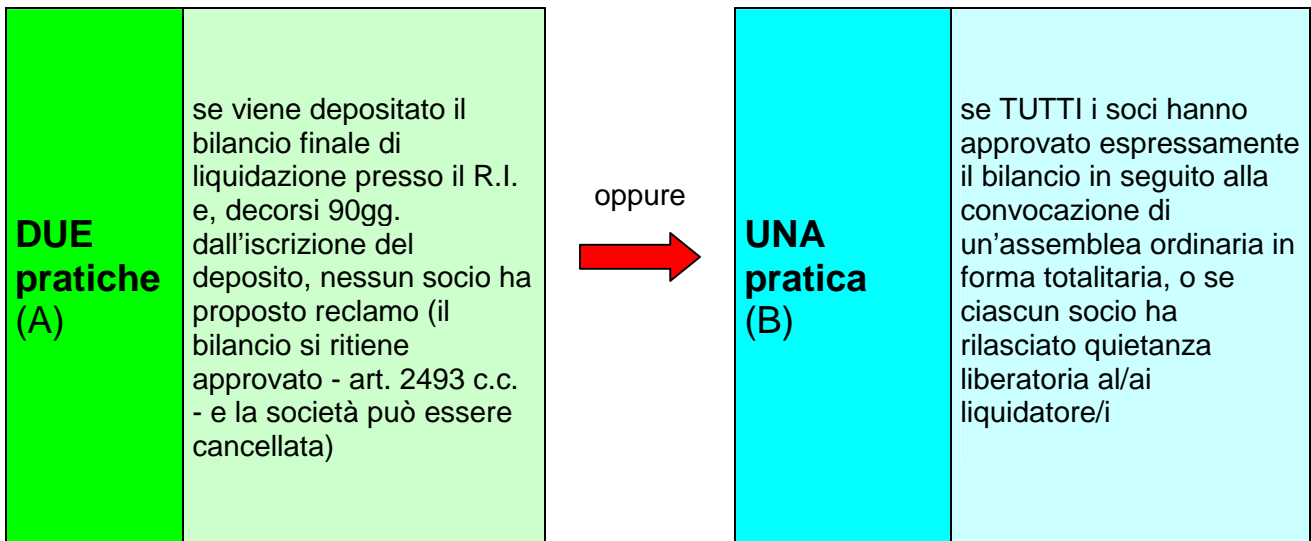 DUE
pratiche
(A)
se viene depositato il
bilancio finale di
liquidazione presso il R.I.
e, decorsi 90gg.
dall'iscrizione del
deposito, nessun socio ha
proposto reclamo (il
bilancio si ritiene
approvato - art. 2493 c.c.
- e la società può essere
cancellata)
oppure
UNA
pratica
(B)
se TUTTI i soci hanno
approvato espressamente
il bilancio in seguito alla
convocazione di
un'assemblea ordinaria in
forma totalitaria, o se
ciascun socio ha
rilasciato quietanza
liberatoria al/ai
liquidatore/i